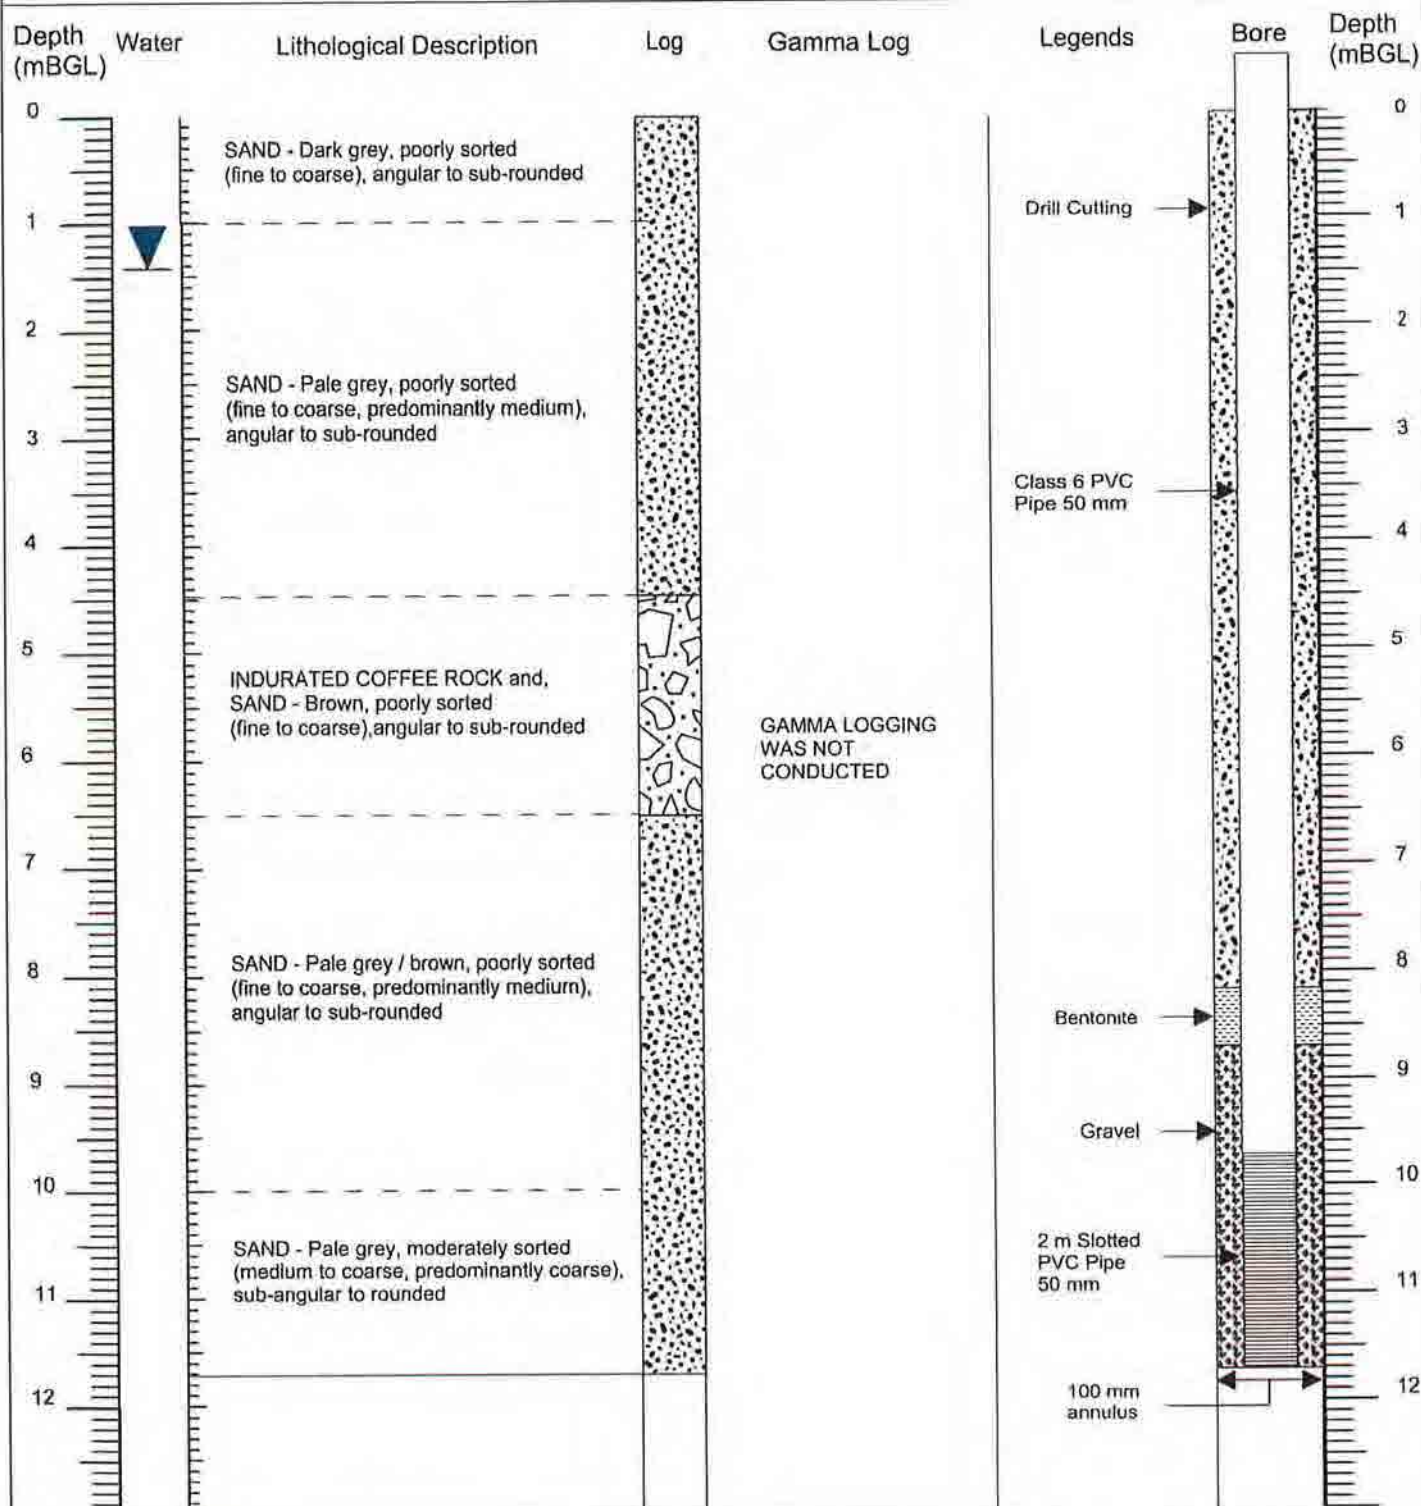 Depth
(mBGL)
Water
Lithological Description
Log
Gamma Log
Legends
Bore
Depth
(mBGL)
0
1
2
3
4
5
6
7
8
9
10
11
12
SAND - Dark grey, poorly sorted
(fine to coarse), angular to sub-rounded
SAND - Pale grey, poorly sorted
(fine to coarse, predominantly medium),
angular to sub-rounded
INDURATED COFFEE ROCK and,
SAND - Brown, poorly sorted
(fine to coarse),angular to sub-rounded
SAND - Pale grey / brown, poorly sorted
(fine to coarse, predominantly medium),
angular to sub-rounded
SAND - Pale grey, moderately sorted
(medium to coarse, predominantly coarse),
sub-angular to rounded
GAMMA LOGGING
WAS NOT
CONDUCTED
Drill Cutting
Class 6 PVC
Pipe 50 mm
Bentonite
Gravel
2 m Slotted
PVC Pipe
50 mm
100 mm
annulus
0
1
2
3
4
5
6
7
8
9
10
11
12